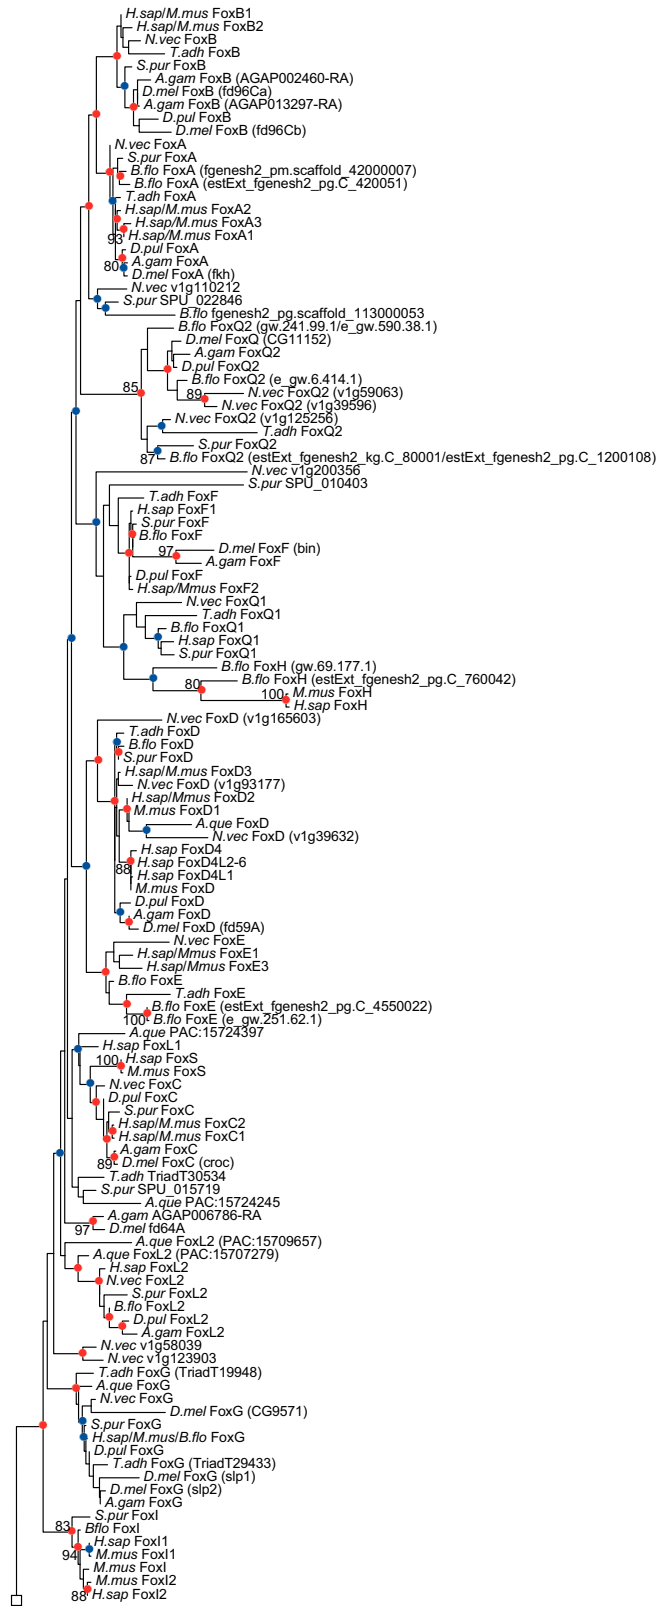 H.sap/M.mus FoxB1
H.sap/M.mus FoxB2
N.vec FoxB
T.adh FoxB
S.pur FoxB
A.gam FoxB (AGAP002460-RA)
D.mel FoxB (fd96Ca)
A.gam FoxB (AGAP013297-RA)
D.pul FoxB
D.mel FoxB (fd96Cb)
N.vec FoxA
S.pur FoxA
B.flo FoxA (fgenesh2_pm.scaffold_42000007)
B.flo FoxA (estExt_fgenesh2_pg.C_420051)
T.adh FoxA
H.sap/M.mus FoxA2
H.sap/M.mus FoxA3
93 H.sap/M.mus FoxA1
D.pul FoxA
80 A.gam FoxA
D.mel FoxA (fkh)
N.vec v1g110212
S.pur SPU_022846
B.flo fgenesh2_pg.scaffold_113000053
B.flo FoxQ2 (gw.241.99.1/e_gw.590.38.1)
D.mel FoxQ (CG11152)
A.gam FoxQ2
D.pul FoxQ2
85 B.flo FoxQ2 (e_gw.6.414.1)
89 N.vec FoxQ2 (v1g59063)
N.vec FoxQ2 (v1g39596)
N.vec FoxQ2 (v1g125256)
T.adh FoxQ2
S.pur FoxQ2
87 B.flo FoxQ2 (estExt_fgenesh2_kg.C_80001/estExt_fgenesh2_pg.C_1200108)
N.vec v1g200356
S.pur SPU_010403
T.adh FoxF
H.sap FoxF1
S.pur FoxF
B.flo FoxF
97 D.mel FoxF (bin)
A.gam FoxF
D.pul FoxF
H.sap/Mmus FoxF2
N.vec FoxQ1
T.adh FoxQ1
B.flo FoxQ1
H.sap FoxQ1
S.pur FoxQ1
B.flo FoxH (gw.69.177.1)
80 B.flo FoxH (estExt_fgenesh2_pg.C_760042)
100 M.mus FoxH
H.sap FoxH
N.vec FoxD (v1g165603)
T.adh FoxD
B.flo FoxD
S.pur FoxD
H.sap/M.mus FoxD3
N.vec FoxD (v1g93177)
H.sap/Mmus FoxD2
M.mus FoxD1
A.que FoxD
N.vec FoxD (v1g39632)
H.sap FoxD4
88 H.sap FoxD4L2-6
H.sap FoxD4L1
M.mus FoxD
D.pul FoxD
A.gam FoxD
D.mel FoxD (fd59A)
N.vec FoxE
H.sap/Mmus FoxE1
H.sap/Mmus FoxE3
B.flo FoxE
T.adh FoxE
B.flo FoxE (estExt_fgenesh2_pg.C_4550022)
100 B.flo FoxE (e_gw.251.62.1)
A.que PAC:15724397
H.sap FoxL1
100 H.sap FoxS
M.mus FoxS
N.vec FoxC
D.pul FoxC
S.pur FoxC
H.sap/M.mus FoxC2
H.sap/M.mus FoxC1
A.gam FoxC
89 D.mel FoxC (croc)
T.adh TriadT30534
S.pur SPU_015719
A.que PAC:15724245
A.gam AGAP006786-RA
97 D.mel fd64A
A.que FoxL2 (PAC:15709657)
A.que FoxL2 (PAC:15707279)
H.sap FoxL2
N.vec FoxL2
S.pur FoxL2
B.flo FoxL2
D.pul FoxL2
A.gam FoxL2
N.vec v1g58039
N.vec v1g123903
T.adh FoxG (TriadT19948)
A.que FoxG
N.vec FoxG
D.mel FoxG (CG9571)
S.pur FoxG
H.sap/M.mus/B.flo FoxG
D.pul FoxG
T.adh FoxG (TriadT29433)
D.mel FoxG (slp1)
D.mel FoxG (slp2)
A.gam FoxG
S.pur FoxI
83 Bflo FoxI
H.sap FoxI1
94 M.mus FoxI1
M.mus FoxI
M.mus FoxI2
88 H.sap FoxI2